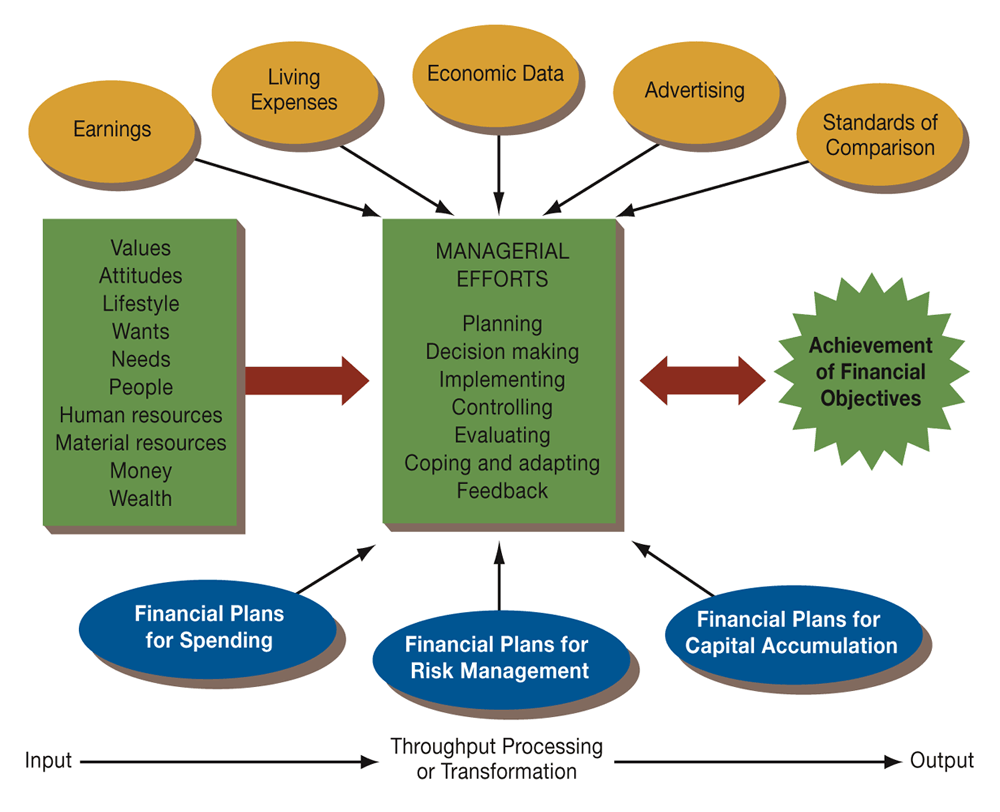 Earnings
Living
Expenses
Economic Data
Advertising
Standards of
Comparison
Values
Attitudes
Lifestyle
Wants
Needs
People
Human resources
Material resources
Money
Wealth
MANAGERIAL
EFFORTS
Planning
Decision making
Implementing
Controlling
Evaluating
Coping and adapting
Feedback
Achievement
of Financial
Objectives
Financial Plans
for Spending
Financial Plans for
Risk Management
Financial Plans for
Capital Accumulation
Input
Throughput Processing
or Transformation
Output